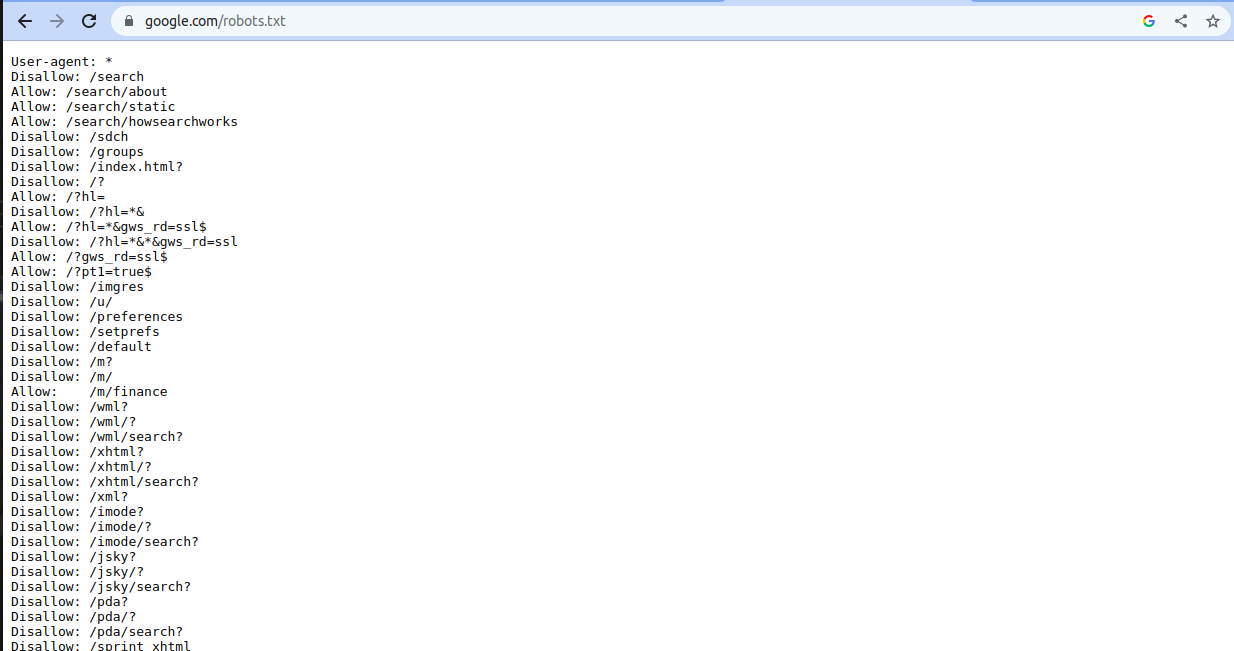 google.com/robots.txt
User-agent: *
Disallow: /search
Allow: /search/about
Allow: /search/static
Allow: /search/howsearchworks
Disallow: /sdch
Disallow: /groups
Disallow: /index.html?
Disallow: /?
Allow: /?hl=
Disallow: /?hl=*&
Allow: /?hl=*&gws_rd=ssl$
Disallow: /?hl=*&*&gws_rd=ssl
Allow: /?gws_rd=ssl$
Allow: /?pt1=true$
Disallow: /imgres
Disallow: /u/
Disallow: /preferences
Disallow: /setprefs
Disallow: /default
Disallow: /m?
Disallow: /m/
Allow:    /m/finance
Disallow: /wml?
Disallow: /wml/?
Disallow: /wml/search?
Disallow: /xhtml?
Disallow: /xhtml/?
Disallow: /xhtml/search?
Disallow: /xml?
Disallow: /imode?
Disallow: /imode/?
Disallow: /imode/search?
Disallow: /jsky?
Disallow: /jsky/?
Disallow: /jsky/search?
Disallow: /pda?
Disallow: /pda/?
Disallow: /pda/search?
Disallow: /sprint_xhtml